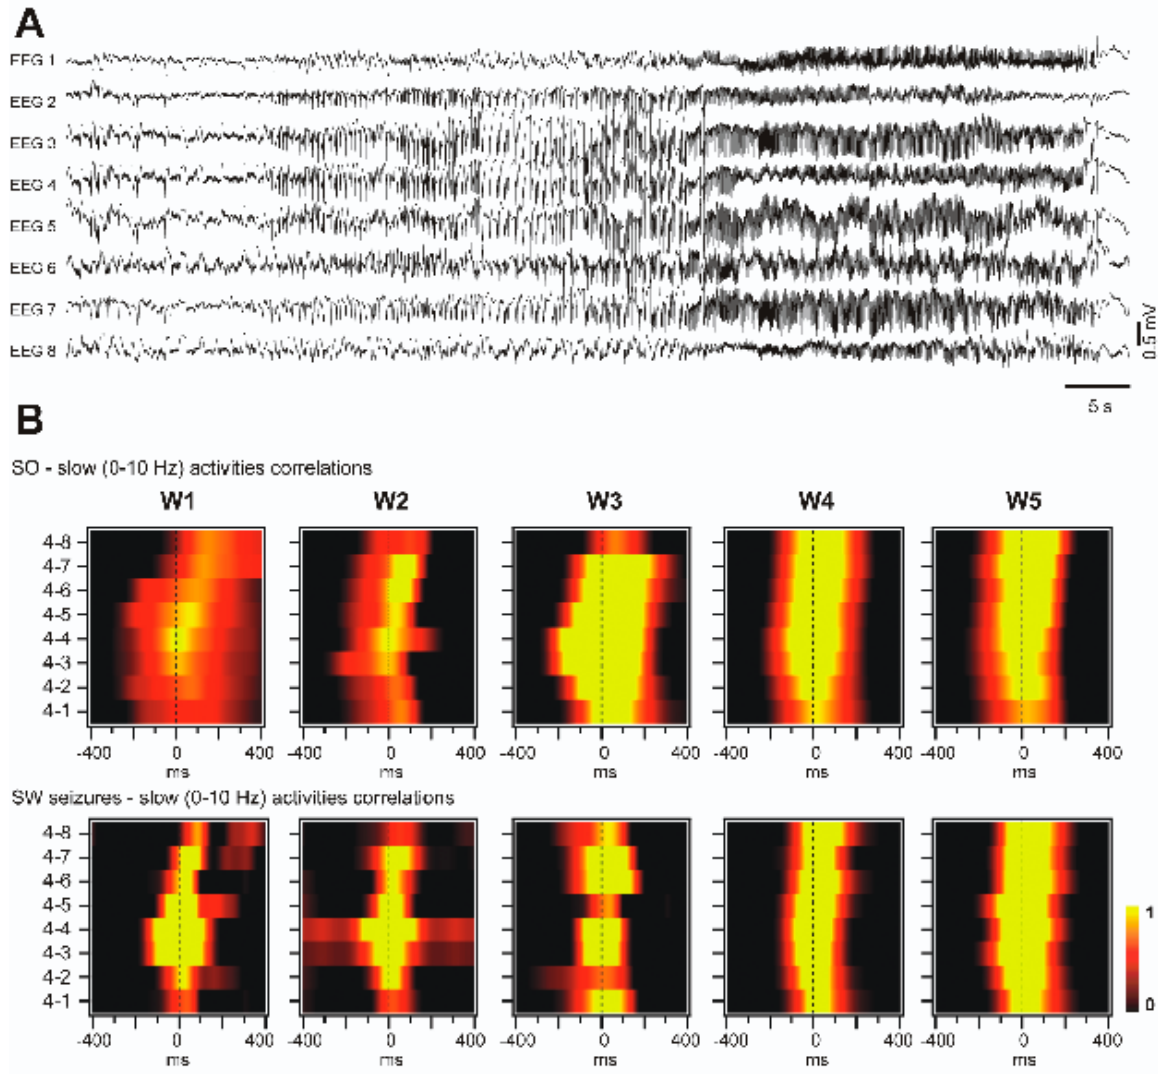 A
EEG 1
EEG 2
EEG 3
EEG 4
EEG 5
EEG 6
EEG 7
EEG 8
0.5 mV
5 s
B
SO - slow (0-10 Hz) activities correlations
W1 W2 W3 W4 W5
4-8
4-7
4-6
4-5
4-4
4-3
4-2
4-1
-400 0 400 -400 0 400 -400 0 400 -400 0 400 -400 0 400
ms ms ms ms ms
SW seizures - slow (0-10 Hz) activities correlations
4-8
4-7
4-6
4-5
4-4
4-3
4-2
4-1
1
0
-400 0 400 -400 0 400 -400 0 400 -400 0 400 -400 0 400
ms ms ms ms ms